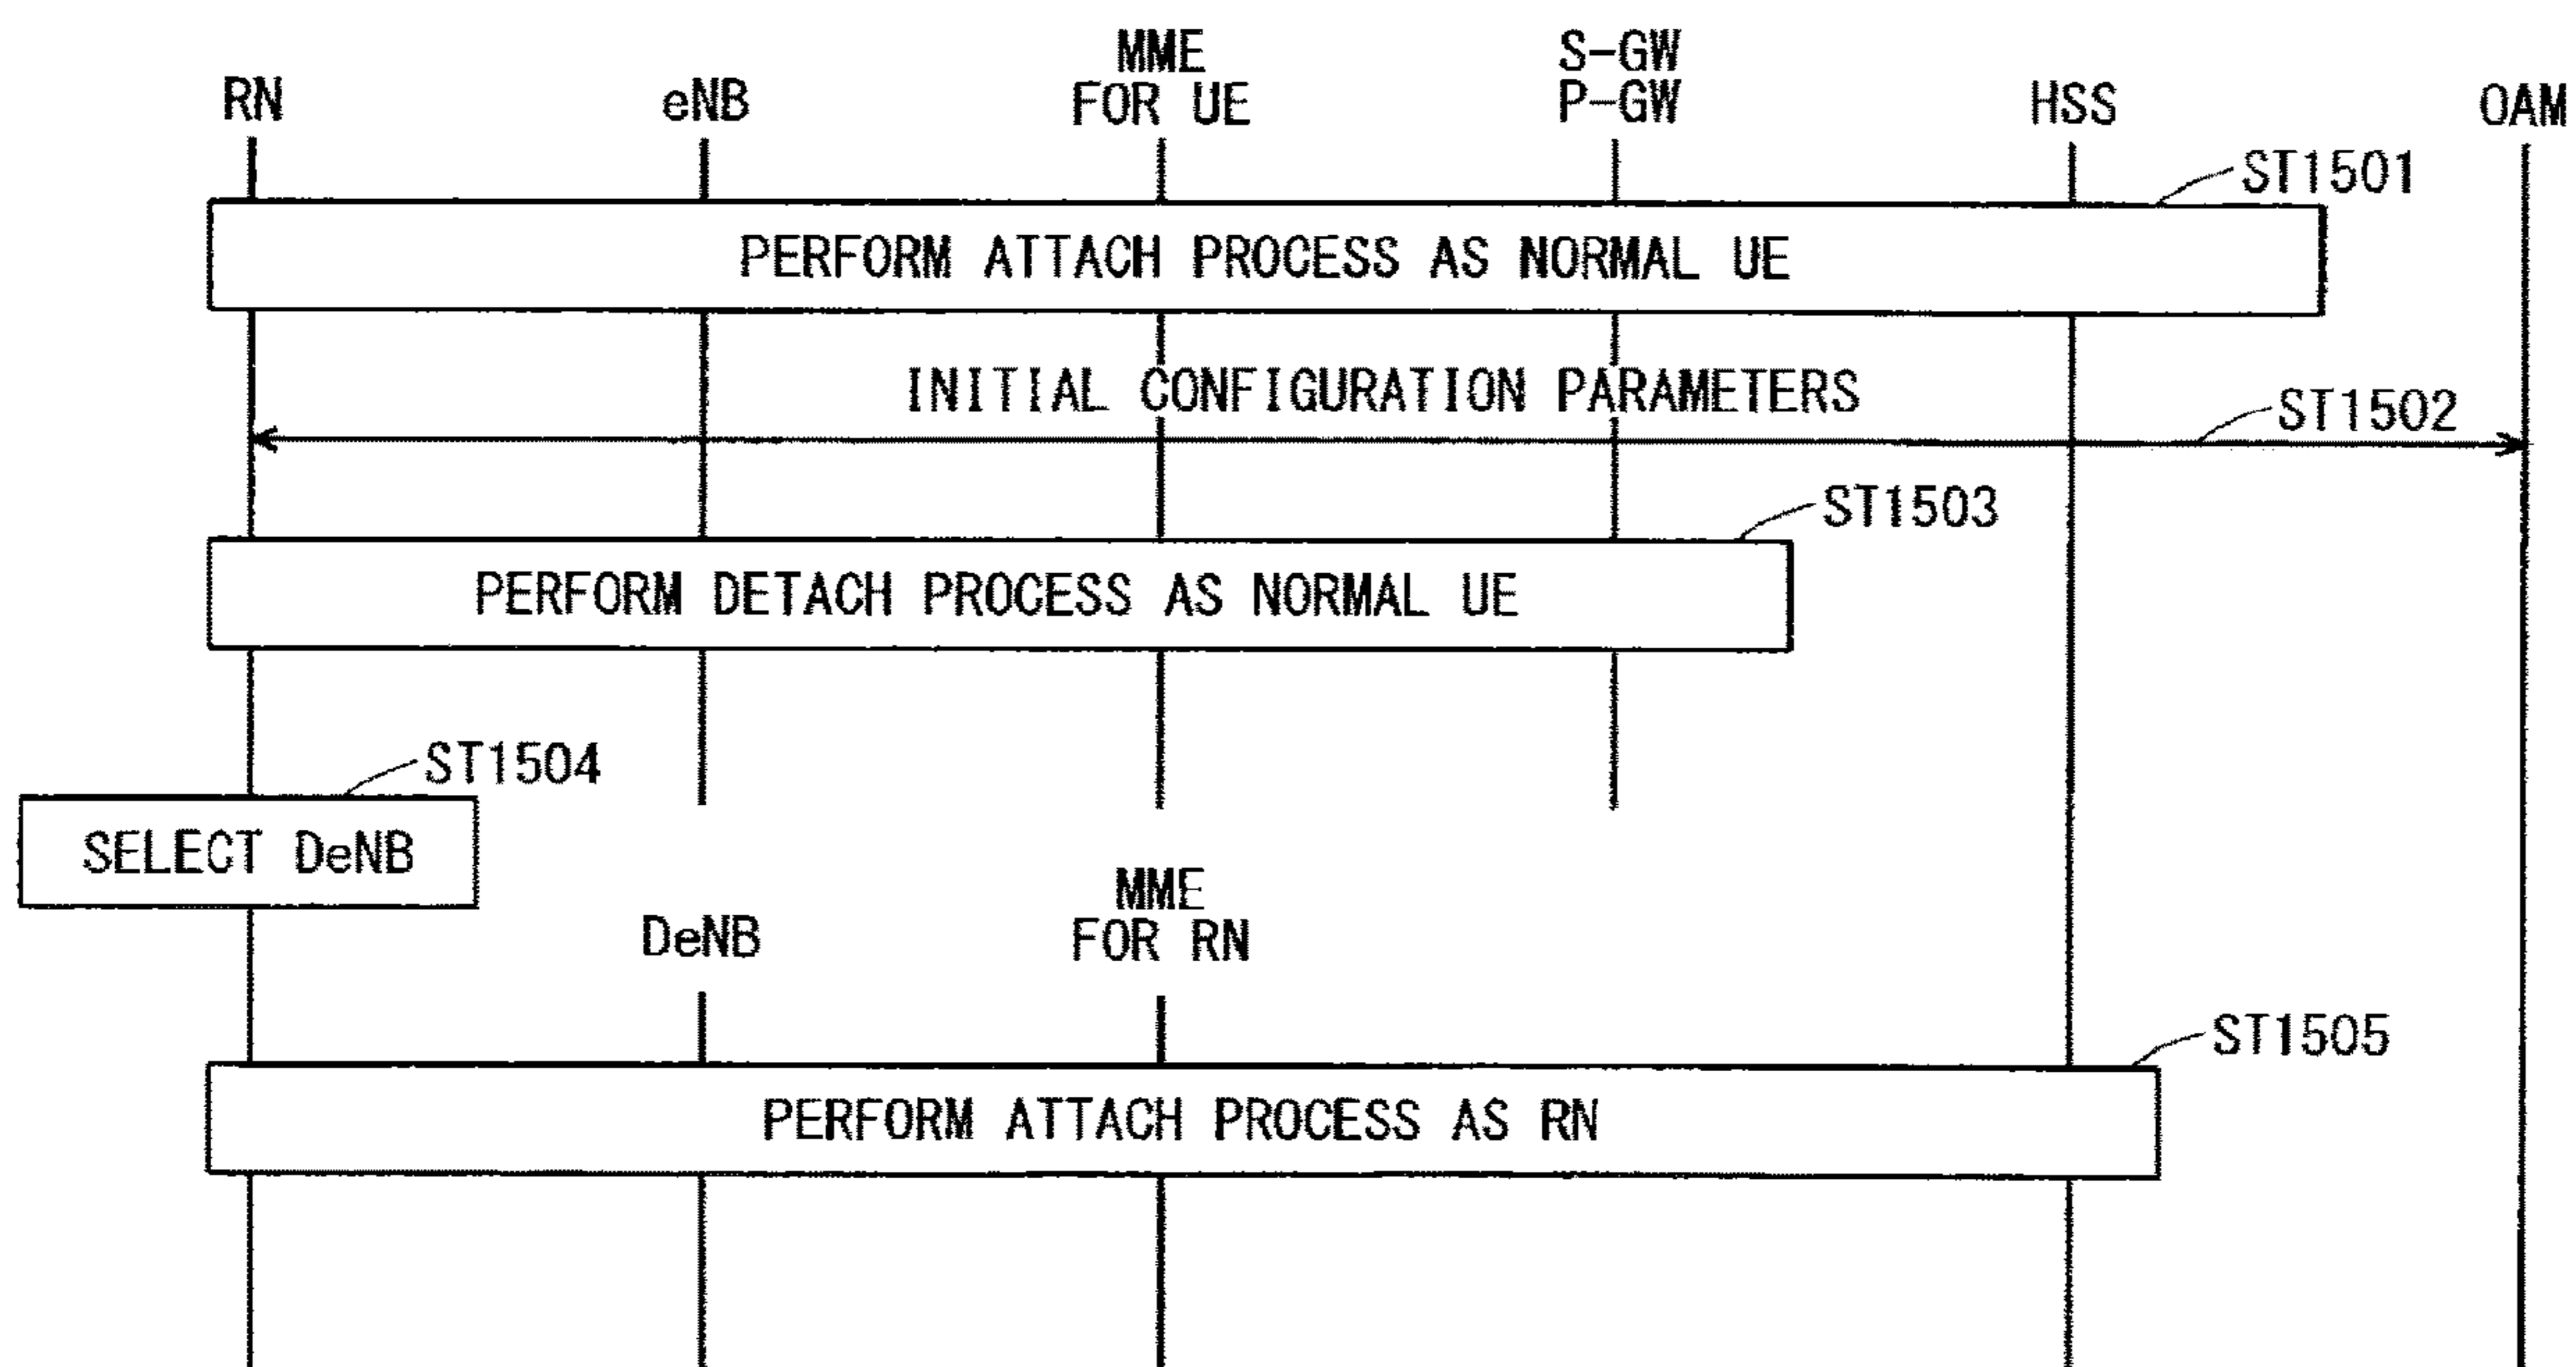 MME
S-GW
RN
eNB
FOR UE
P-GW
HSS
OAM
ST1501
PERFORM ATTACH PROCESS AS NORMAL UE
INITIAL CONFIGURATION PARAMETERS
ST1502
ST1503
PERFORM DETACH PROCESS AS NORMAL UE
ST1504
SELECT DeNB
MME
DeNB
FOR RN
ST1505
PERFORM ATTACH PROCESS AS RN